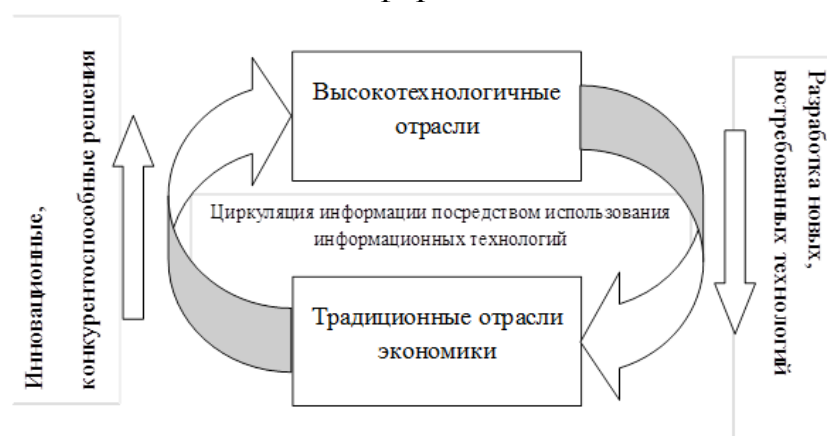 Инновационные,
конкурентоспособные решения
Высокотехнологичные
отрасли
Циркуляция информации посредством использования
информационных технологий
Традиционные отрасли
экономики
Разработка новых,
востребованных технологий